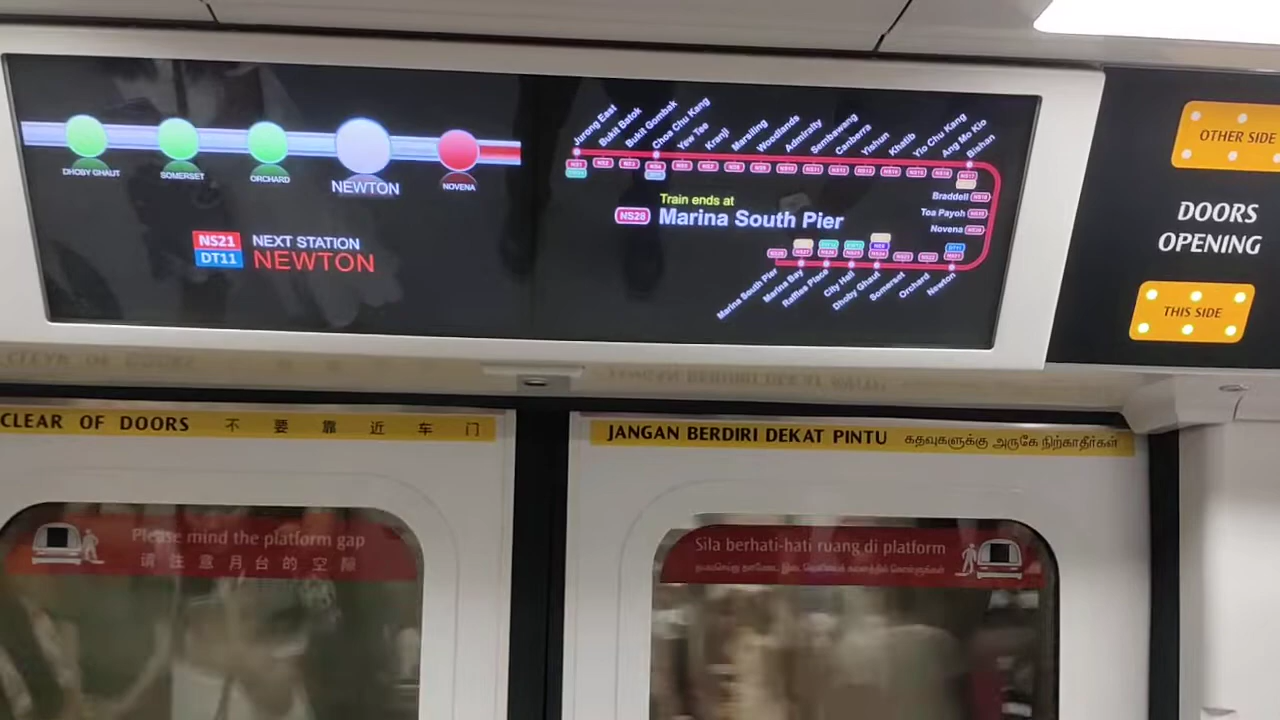 DHOBY GHAUT
SOMERSET
ORCHARD
NEWTON
NOVENA
NS21
DT11
NEXT STATION
NEWTON
Jurong East
Bukit Batok
Bukit Gombak
Choa Chu Kang
Yew Tee
Kranji
Marsiling
Woodlands
Admiralty
Sembawang
Canberra
Yishun
Khatib
Yio Chu Kang
Ang Mo Kio
Bishan
Braddell
Toa Payoh
Novena
Train ends at
NS28 Marina South Pier
Marina South Pier
Marina Bay
Raffles Place
City Hall
Dhoby Ghaut
Somerset
Orchard
Newton
OTHER SIDE
DOORS
OPENING
THIS SIDE
CLEAR OF DOORS 不要靠近车门
JANGAN BERDIRI DEKAT PINTU கதவுகளுக்கு அருகே நிற்காதீர்கள்
Please mind the platform gap
请注意月台的空隙
Sila berhati-hati ruang di platform